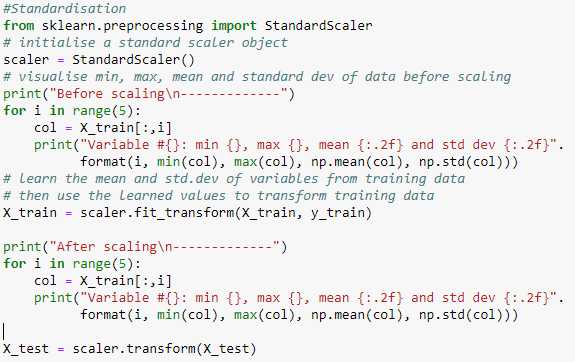 #Standardisation
from sklearn.preprocessing import StandardScaler
# initialise a standard scaler object
scaler = StandardScaler()
# visualise min, max, mean and standard dev of data before scaling
print("Before scaling\n-------------")
for i in range(5):
    col = X_train[:,i]
    print("Variable #{}: min {}, max {}, mean {:.2f} and std dev {:.2f}".
          format(i, min(col), max(col), np.mean(col), np.std(col)))
# learn the mean and std.dev of variables from training data
# then use the learned values to transform training data
X_train = scaler.fit_transform(X_train, y_train)

print("After scaling\n-------------")
for i in range(5):
    col = X_train[:,i]
    print("Variable #{}: min {}, max {}, mean {:.2f} and std dev {:.2f}".
          format(i, min(col), max(col), np.mean(col), np.std(col)))

X_test = scaler.transform(X_test)